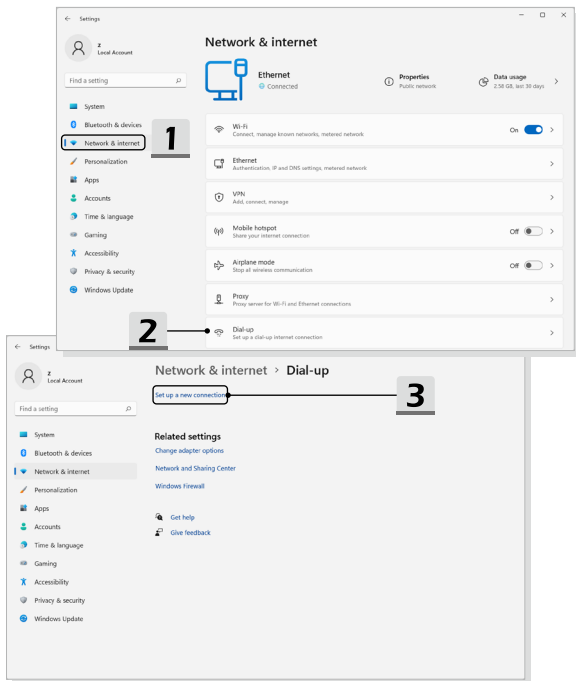 ← Settings
Network & internet
z
Local Account
Find a setting
System
Bluetooth & devices
Network & internet
Personalization
Apps
Accounts
Time & language
Gaming
Accessibility
Privacy & security
Windows Update
1
Ethernet
Connected
Properties
Public network
Data usage
2.58 GB, last 30 days
Wi-Fi
Connect, manage known networks, metered network
On
Ethernet
Authentication, IP and DNS settings, metered network
VPN
Add, connect, manage
Mobile hotspot
Share your internet connection
Off
Airplane mode
Stop all wireless communication
Off
Proxy
Proxy server for Wi-Fi and Ethernet connections
2
Dial-up
Set up a dial-up internet connection
← Settings
Network & internet > Dial-up
z
Local Account
Find a setting
System
Bluetooth & devices
Network & internet
Personalization
Apps
Accounts
Time & language
Gaming
Accessibility
Privacy & security
Windows Update
Set up a new connection
3
Related settings
Change adapter options
Network and Sharing Center
Windows Firewall
Get help
Give feedback